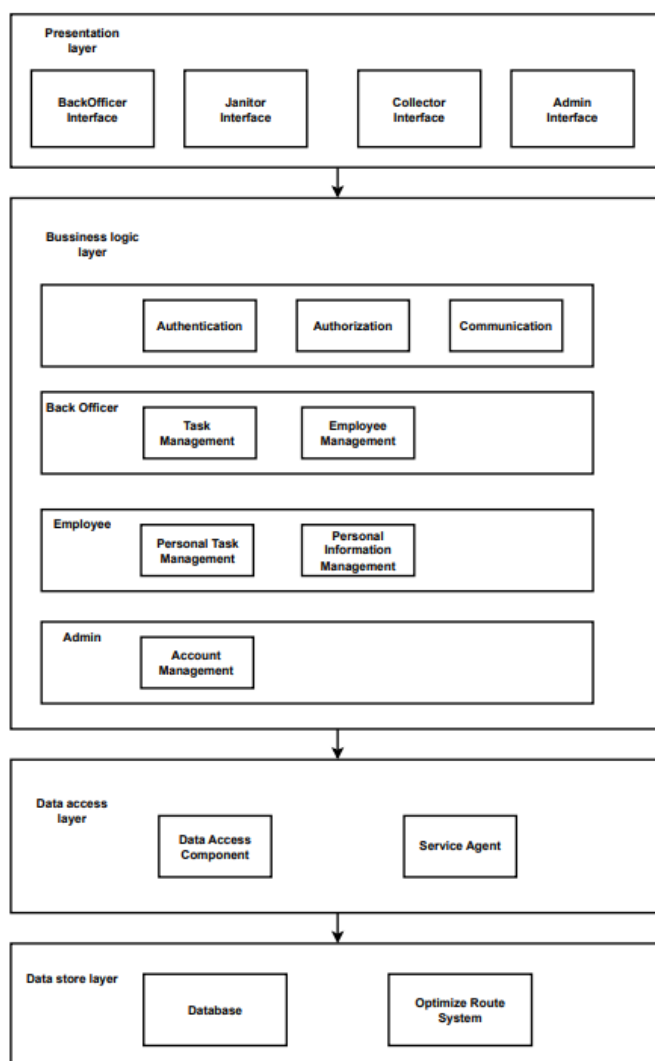 Presentation
layer
BackOfficer
Interface
Janitor
Interface
Collector
Interface
Admin
Interface
Bussiness logic
layer
Authentication
Authorization
Communication
Back Officer
Task
Management
Employee
Management
Employee
Personal Task
Management
Personal
Information
Management
Admin
Account
Management
Data access
layer
Data Access
Component
Service Agent
Data store layer
Database
Optimize Route
System